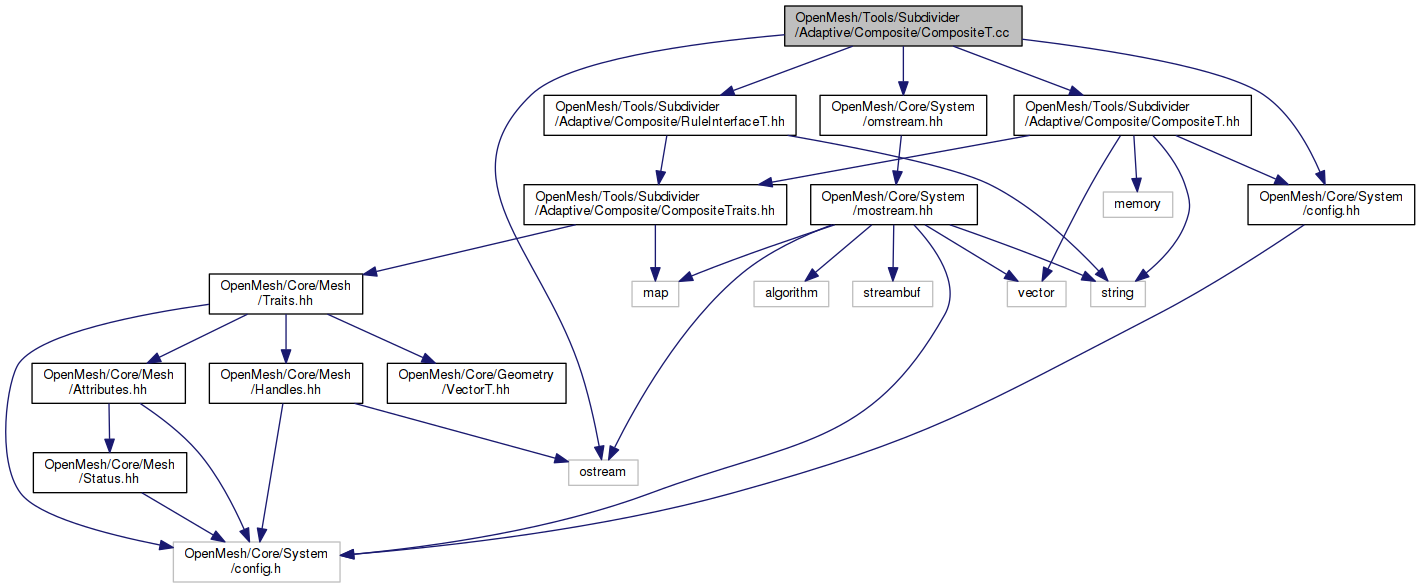 OpenMesh/Tools/Subdivider
/Adaptive/Composite/CompositeT.cc
OpenMesh/Tools/Subdivider
/Adaptive/Composite/RuleInterfaceT.hh
OpenMesh/Core/System
/omstream.hh
OpenMesh/Tools/Subdivider
/Adaptive/Composite/CompositeT.hh
OpenMesh/Tools/Subdivider
/Adaptive/Composite/CompositeTraits.hh
OpenMesh/Core/System
/mostream.hh
memory
OpenMesh/Core/System
/config.hh
OpenMesh/Core/Mesh
/Traits.hh
map
algorithm
streambuf
vector
string
OpenMesh/Core/Mesh
/Attributes.hh
OpenMesh/Core/Mesh
/Handles.hh
OpenMesh/Core/Geometry
/VectorT.hh
OpenMesh/Core/Mesh
/Status.hh
ostream
OpenMesh/Core/System
/config.h